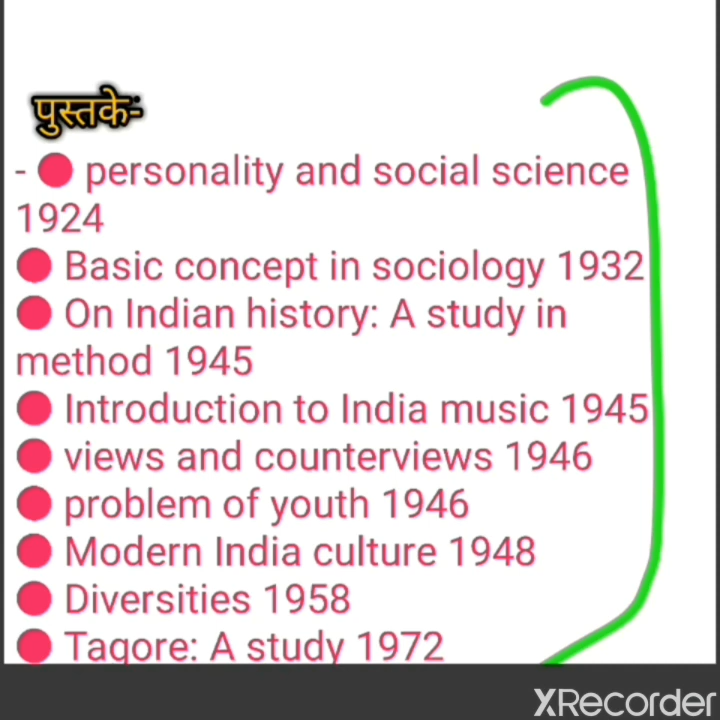 पुस्तके:-
- personality and social science
1924
Basic concept in sociology 1932
On Indian history: A study in
method 1945
Introduction to India music 1945
views and counterviews 1946
problem of youth 1946
Modern India culture 1948
Diversities 1958
Tagore: A study 1972
XRecorder